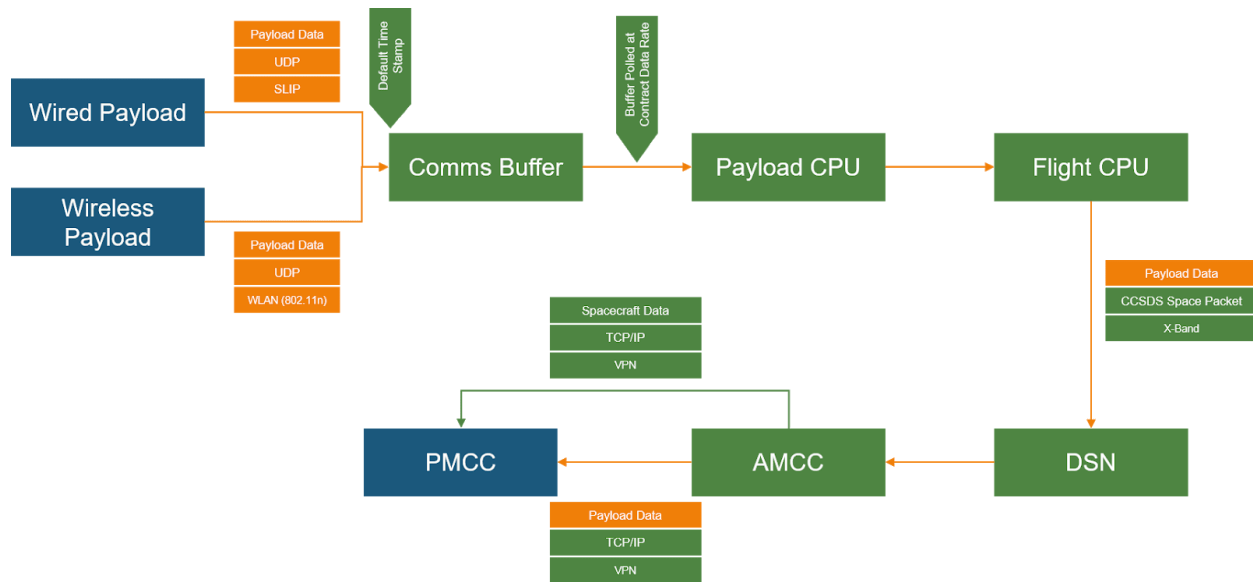 Payload Data
UDP
SLIP
Default Time
Stamp
Buffer Polled at
Contract Data Rate
Wired Payload
Comms Buffer
Payload CPU
Flight CPU
Wireless
Payload
Payload Data
UDP
WLAN (802.11n)
Payload Data
CCSDS Space Packet
X-Band
Spacecraft Data
TCP/IP
VPN
PMCC
AMCC
DSN
Payload Data
TCP/IP
VPN